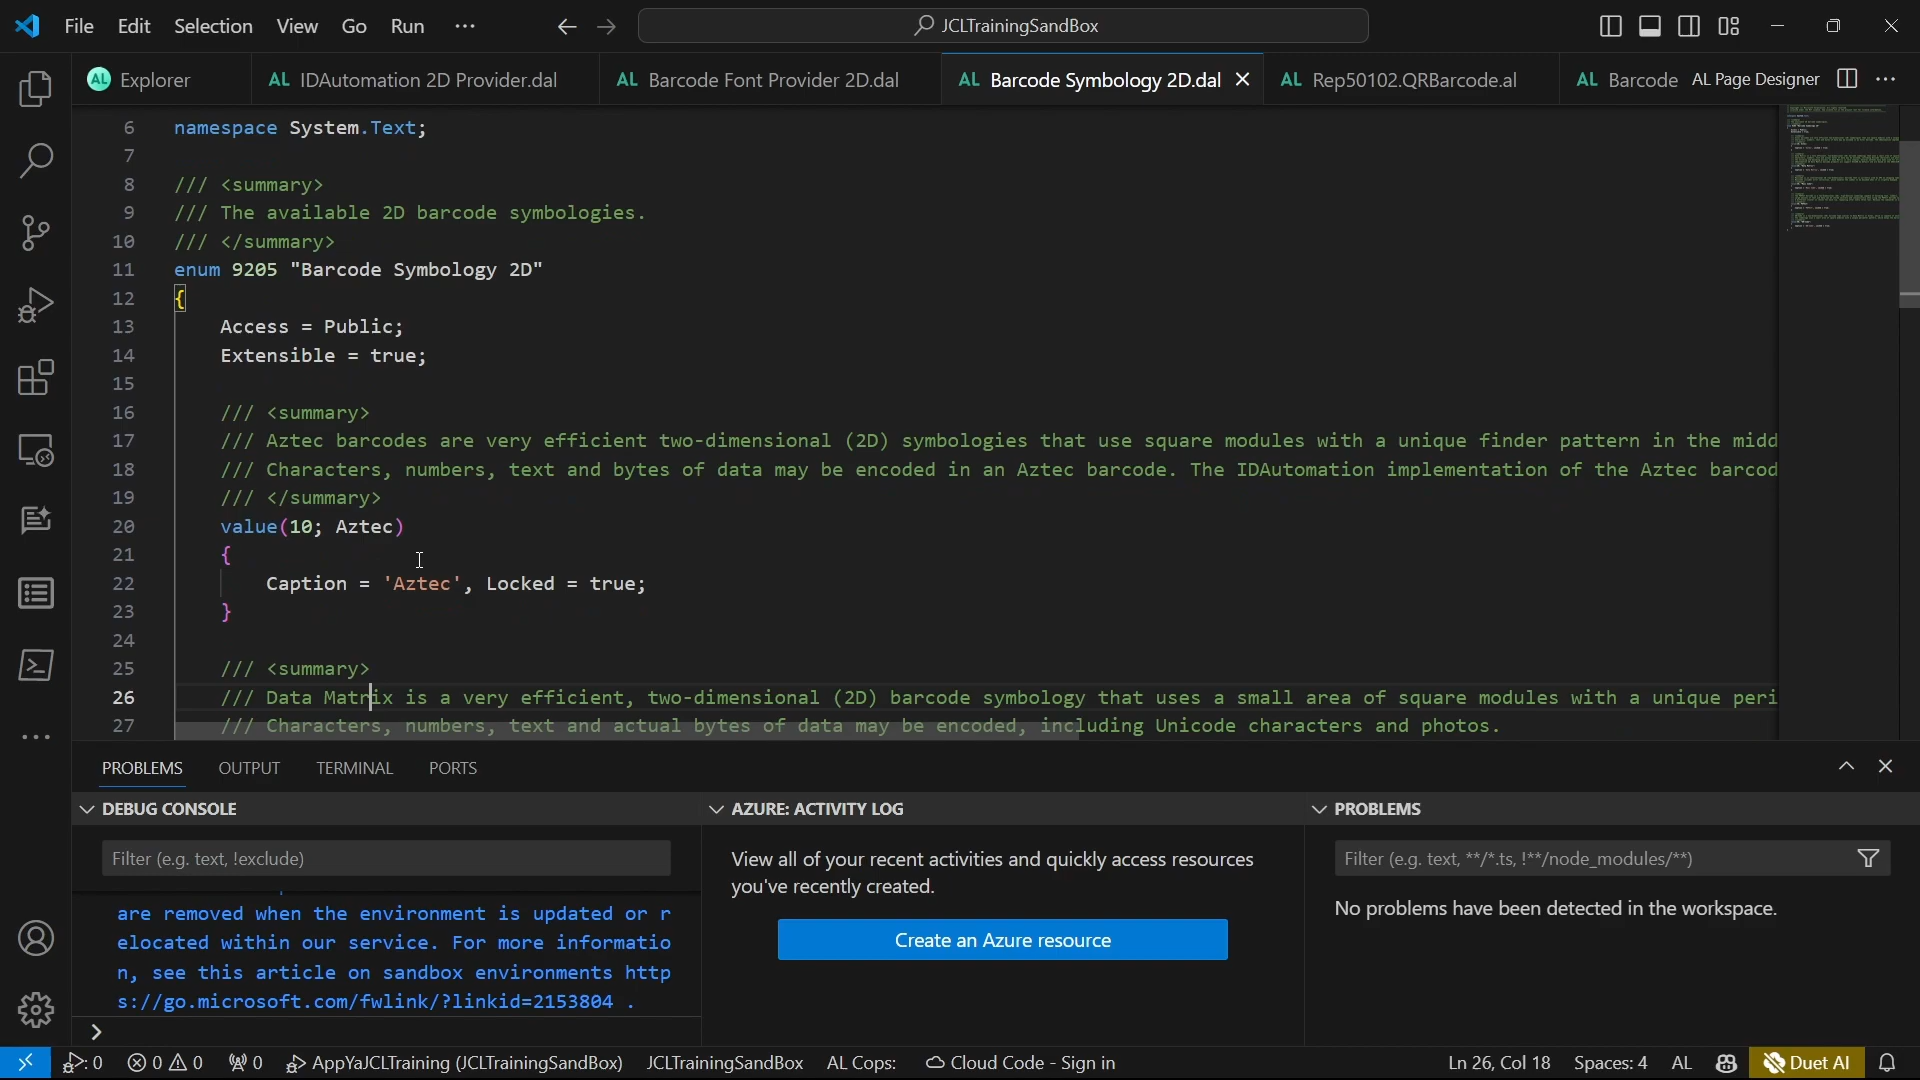 File Edit Selection View Go Run ··· JCLTrainingSandBox
AL Explorer AL IDAutomation 2D Provider.dal AL Barcode Font Provider 2D.dal AL Barcode Symbology 2D.dal AL Rep50102.QRBarcode.al AL Barcode AL Page Designer
6 namespace System.Text;
7
8 /// <summary>
9 /// The available 2D barcode symbologies.
10 /// </summary>
11 enum 9205 "Barcode Symbology 2D"
12 {
13 Access = Public;
14 Extensible = true;
15
16 /// <summary>
17 /// Aztec barcodes are very efficient two-dimensional (2D) symbologies that use square modules with a unique finder pattern in the midd
18 /// Characters, numbers, text and bytes of data may be encoded in an Aztec barcode. The IDAutomation implementation of the Aztec barcod
19 /// </summary>
20 value(10; Aztec)
21 {
22 Caption = 'Aztec', Locked = true;
23 }
24
25 /// <summary>
26 /// Data Matrix is a very efficient, two-dimensional (2D) barcode symbology that uses a small area of square modules with a unique peri
27 /// Characters, numbers, text and actual bytes of data may be encoded, including Unicode characters and photos.
PROBLEMS OUTPUT TERMINAL PORTS
DEBUG CONSOLE AZURE: ACTIVITY LOG PROBLEMS
Filter (e.g. text, !exclude)
are removed when the environment is updated or r
elocated within our service. For more informatio
n, see this article on sandbox environments http
s://go.microsoft.com/fwlink/?linkid=2153804 .
View all of your recent activities and quickly access resources
you've recently created.
Create an Azure resource
Filter (e.g. text, **/*.ts, !**/node_modules/**)
No problems have been detected in the workspace.
: 0 0 0 0 AppYaJCLTraining (JCLTrainingSandBox) JCLTrainingSandBox AL Cops: Cloud Code - Sign in Ln 26, Col 18 Spaces: 4 AL Duet AI